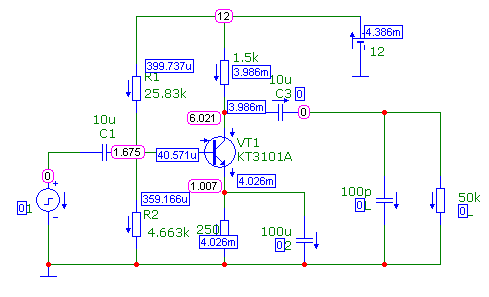 12
4.386m
12
399.737u
R1
25.83k
1.5k
3.986m
10u
C3
0
3.986m
0
6.021
10u
C1
1.675
40.571u
VT1
KT3101A
0
1.007
4.026m
0
1
359.166u
R2
4.663k
250
4.026m
100u
0
2
100p
0
L
50k
0
L